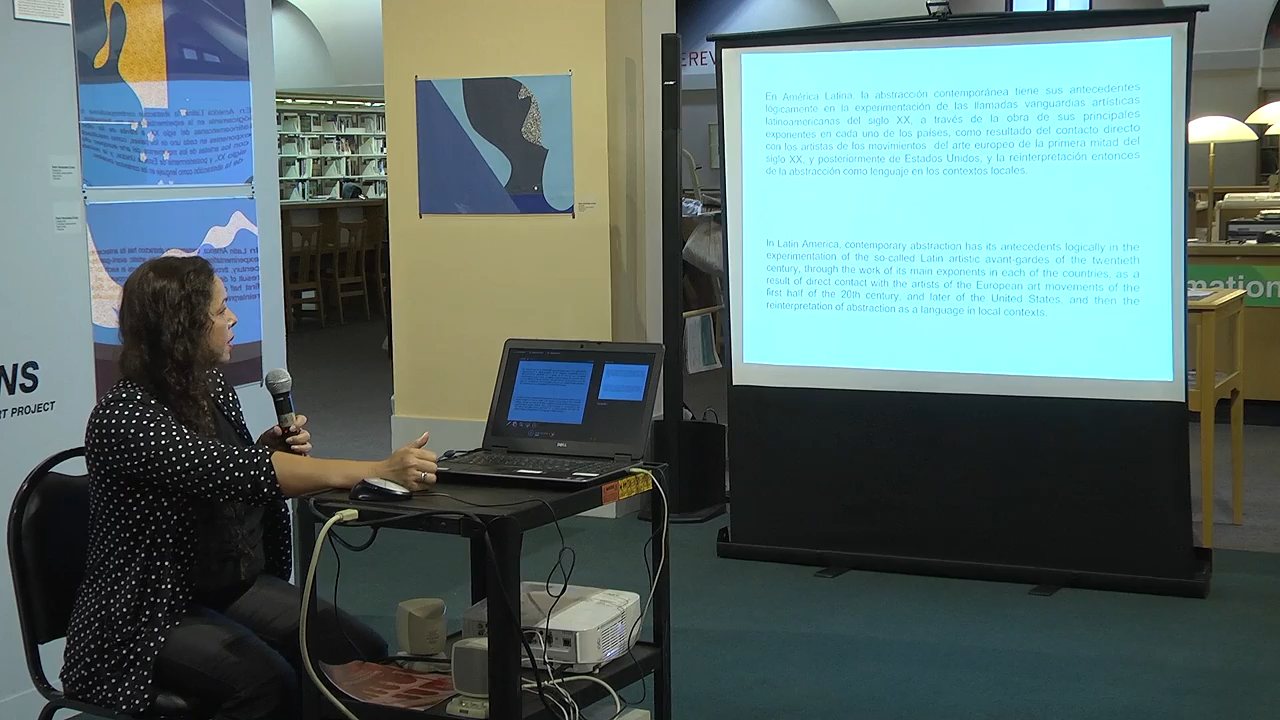 En América Latina, la abstracción contemporánea tiene sus antecedentes
lógicamente en la experimentación de las llamadas vanguardias artísticas
latinoamericanas del siglo XX, a través de la obra de sus principales
exponentes en cada uno de los países, como resultado del contacto directo
con los artistas de los movimientos del arte europeo de la primera mitad del
siglo XX, y posteriormente de Estados Unidos, y la reinterpretación entonces
de la abstracción como lenguaje en los contextos locales.
In Latin America, contemporary abstraction has its antecedents logically in the
experimentation of the so-called Latin artistic avant-gardes of the twentieth
century, through the work of its main exponents in each of the countries, as a
result of direct contact with the artists of the European art movements of the
first half of the 20th century, and later of the United States, and then the
reinterpretation of abstraction as a language in local contexts.
NS
RT PROJECT
EREV
mation
DELL